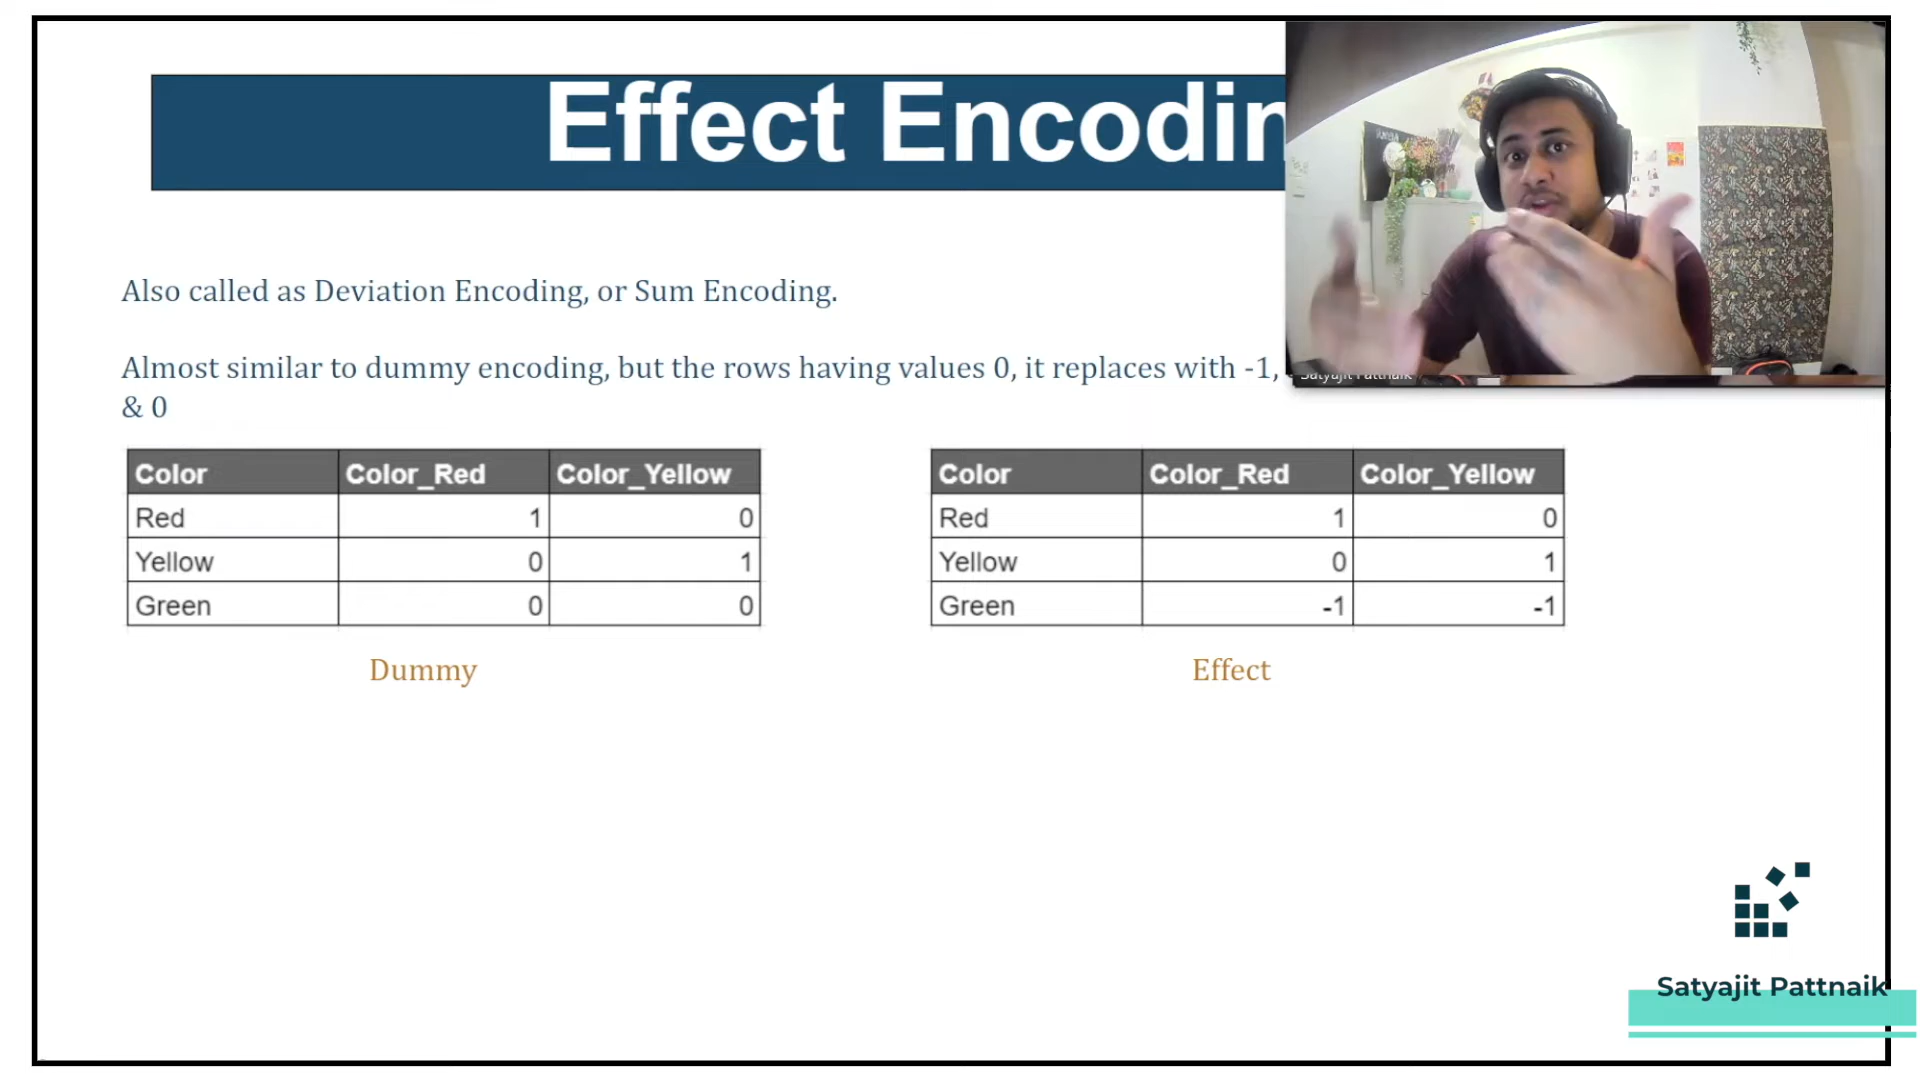 Effect Encodin
Also called as Deviation Encoding, or Sum Encoding.
Almost similar to dummy encoding, but the rows having values 0, it replaces with -1,
& 0
Color Color_Red Color_Yellow
Red 1 0
Yellow 0 1
Green 0 0
Dummy
Color Color_Red Color_Yellow
Red 1 0
Yellow 0 1
Green -1 -1
Effect
Satyajit Pattnaik
Satyajit Pattnaik